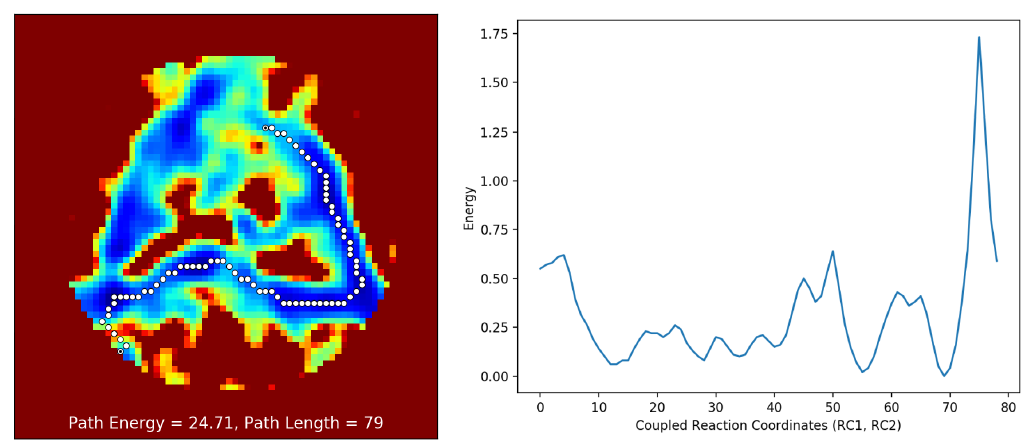 Path Energy = 24.71, Path Length = 79
1.75
1.50
1.25
1.00
0.75
0.50
0.25
0.00
Energy
0 10 20 30 40 50 60 70 80
Coupled Reaction Coordinates (RC1, RC2)